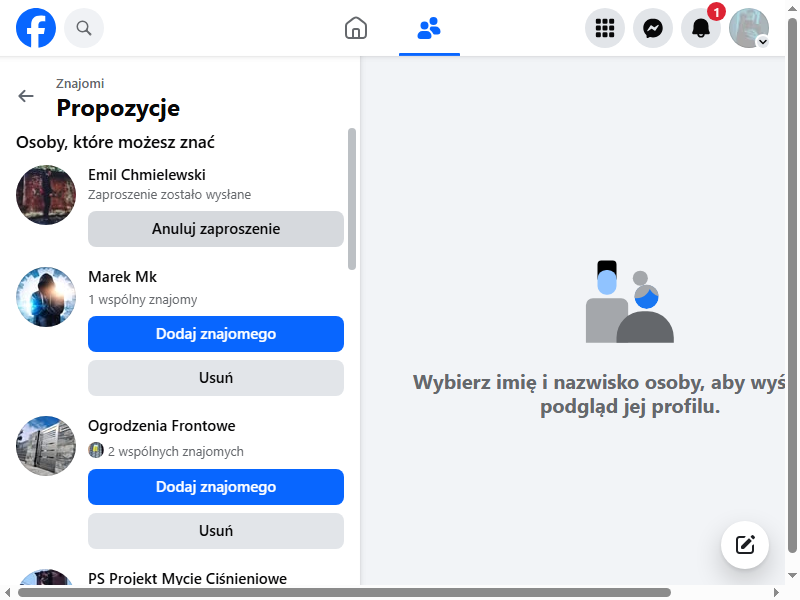 1
Znajomi
Propozycje
Osoby, które możesz znać
Emil Chmielewski
Zaproszenie zostało wysłane
Anuluj zaproszenie
Marek Mk
1 wspólny znajomy
Dodaj znajomego
Usuń
Ogrodzenia Frontowe
2 wspólnych znajomych
Dodaj znajomego
Usuń
PS Projekt Mycie Ciśnieniowe
Wybierz imię i nazwisko osoby, aby wyś
podgląd jej profilu.